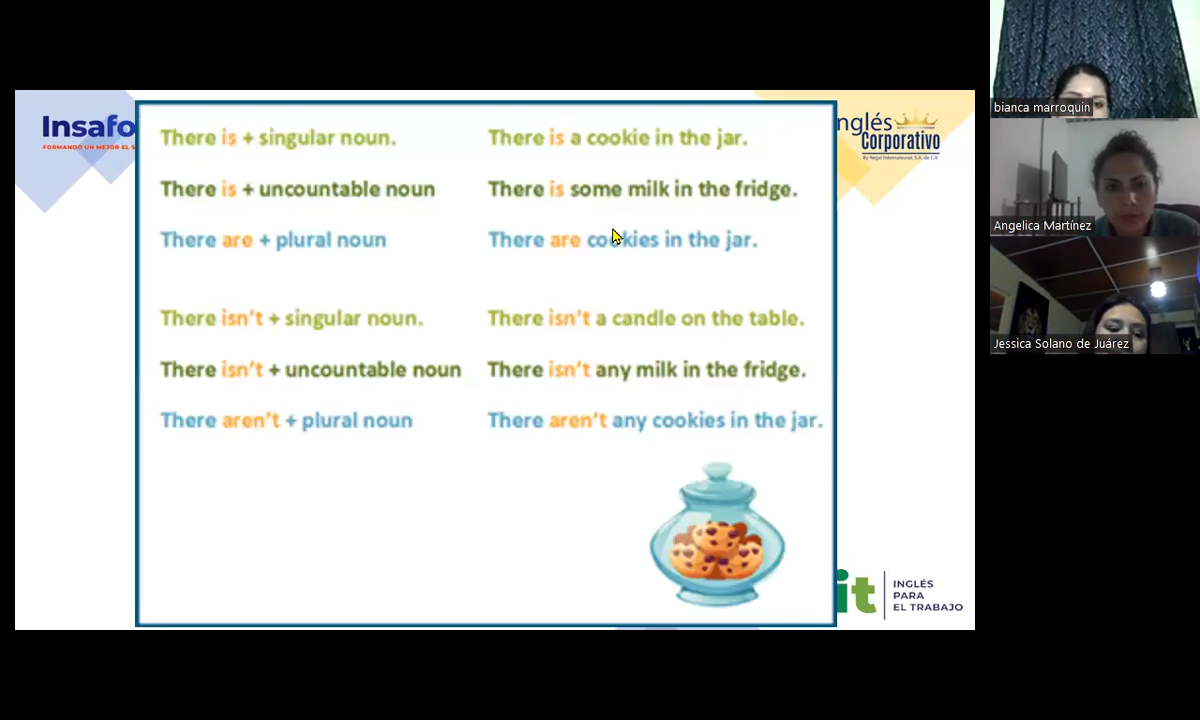 Insafo
FORMANDO UN MEJOR EL S
There is + singular noun.
There is a cookie in the jar.
There is + uncountable noun
There is some milk in the fridge.
There are + plural noun
There are cookies in the jar.
There isn't + singular noun.
There isn't a candle on the table.
There isn't + uncountable noun
There isn't any milk in the fridge.
There aren't + plural noun
There aren't any cookies in the jar.
nglés
Corporativo
By Regal International, S.A. de C.V.
it
INGLÉS
PARA
EL TRABAJO
bianca marroquin
Angelica Martínez
Jessica Solano de Juárez